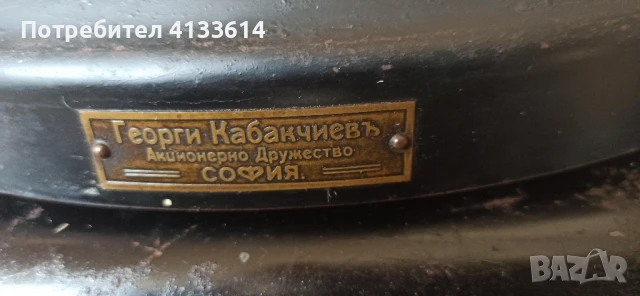 Потребител 4133614
Георги Кабакчиевъ
Акционерно Дружество
СОФИЯ.
BAZAR